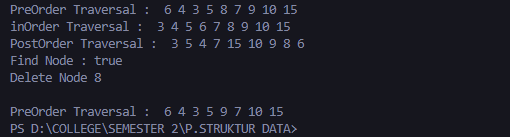 PreOrder Traversal :  6 4 3 5 8 7 9 10 15
inOrder Traversal :  3 4 5 6 7 8 9 10 15
PostOrder Traversal :  3 5 4 7 15 10 9 8 6
Find Node : true
Delete Node 8
PreOrder Traversal :  6 4 3 5 9 7 10 15
PS D:\COLLEGE\SEMESTER 2\P.STRUKTUR DATA>